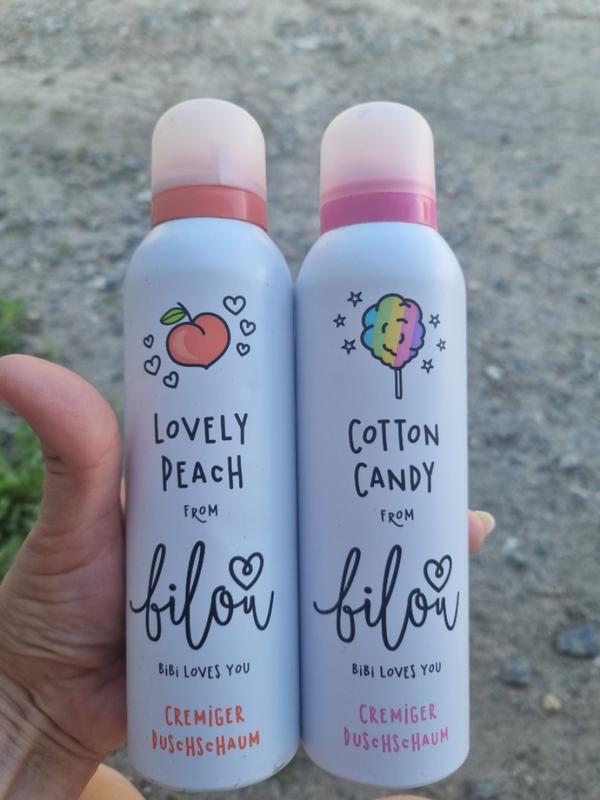 LOVELY
PEACH
FROM
bilou
BiBi LOVES YOU
CREMiGER
DUSCHSCHAUM
COTTON
CANDY
FROM
bilou
BiBi LOVES YOU
CREMiGER
DUSCHSCHAUM